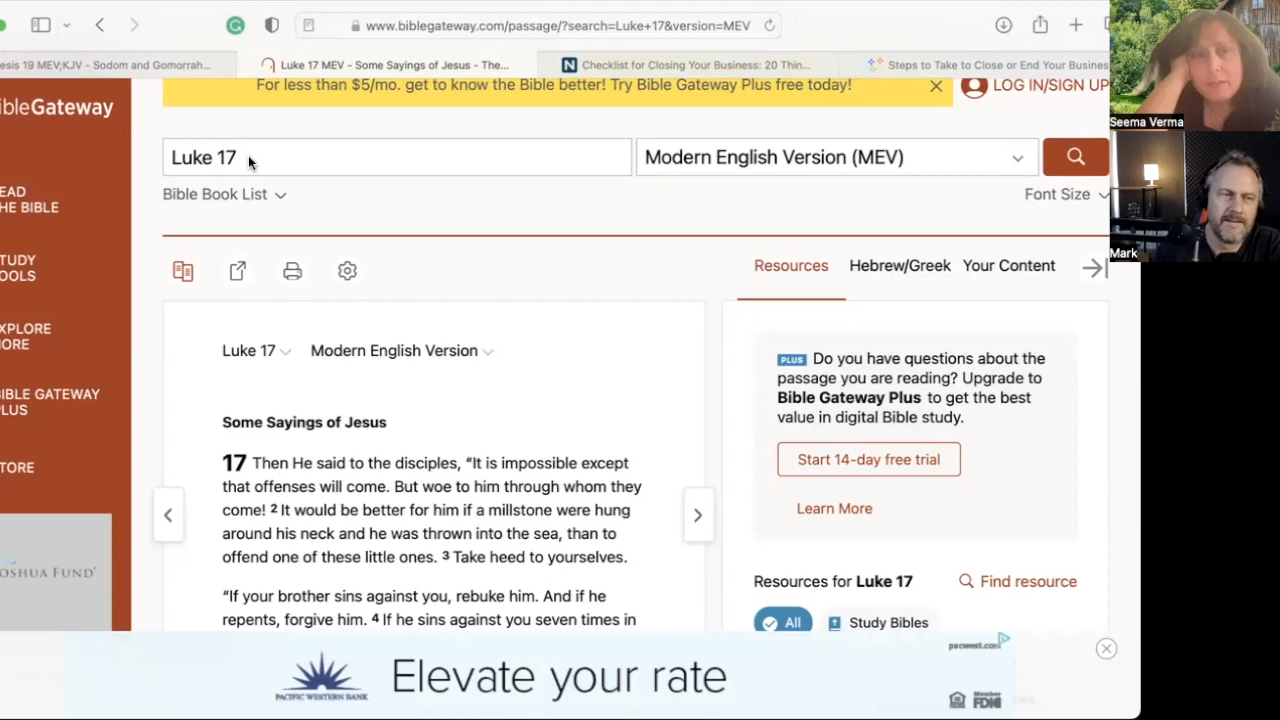 www.biblegateway.com/passage/?search=Luke+17&version=MEV
esis 19 MEV;KJV - Sodom and Gomorrah...
Luke 17 MEV - Some Sayings of Jesus - The...
N
Checklist for Closing Your Business: 20 Thin...
Steps to Take to Close or End Your Busines
Seema Verma
Mark
ibleGateway
For less than $5/mo. get to know the Bible better! Try Bible Gateway Plus free today!
LOG IN/SIGN UP
Luke 17
Modern English Version (MEV)
Bible Book List
Font Size
EAD
HE BIBLE
TUDY
OOLS
XPLORE
ORE
IBLE GATEWAY
LUS
TORE
OSHUA FUND
Resources
Hebrew/Greek
Your Content
Luke 17
Modern English Version
Some Sayings of Jesus
17 Then He said to the disciples, “It is impossible except
that offenses will come. But woe to him through whom they
come! 2 It would be better for him if a millstone were hung
around his neck and he was thrown into the sea, than to
offend one of these little ones. 3 Take heed to yourselves.
“If your brother sins against you, rebuke him. And if he
repents, forgive him. 4 If he sins against you seven times in
PLUS Do you have questions about the
passage you are reading? Upgrade to
Bible Gateway Plus to get the best
value in digital Bible study.
Start 14-day free trial
Learn More
Resources for Luke 17
Find resource
All
Study Bibles
PACIFIC WESTERN BANK
Elevate your rate
pacwest.com
Member
FDIC